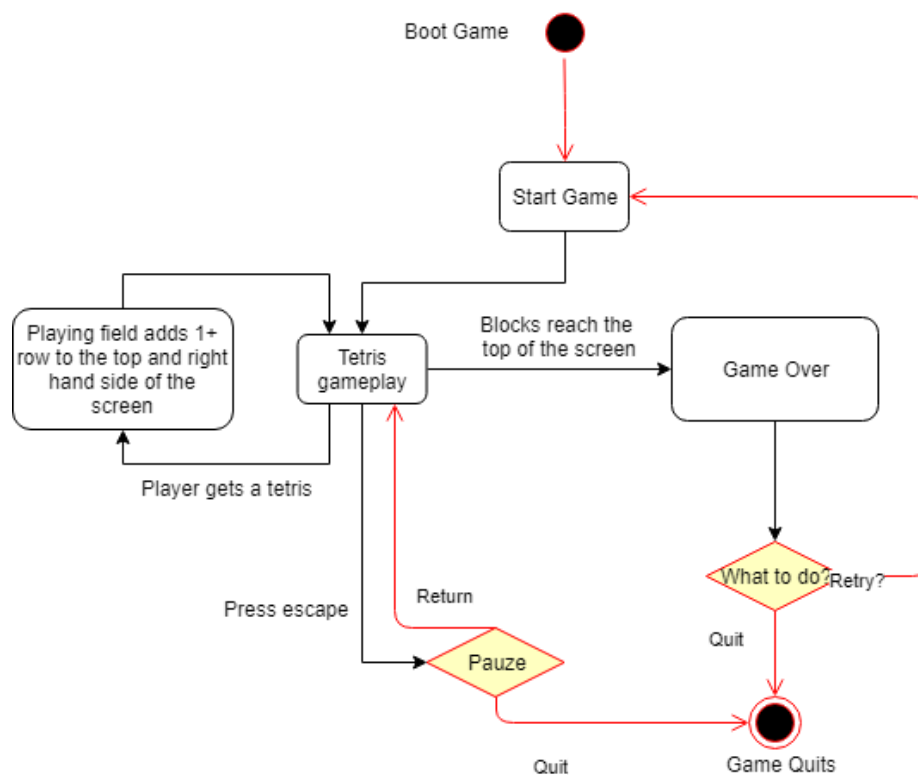 Boot Game
Start Game
Playing field adds 1+
row to the top and right
hand side of the
screen
Tetris
gameplay
Blocks reach the
top of the screen
Game Over
Player gets a tetris
What to do?
Retry?
Press escape
Return
Quit
Pauze
Quit
Game Quits